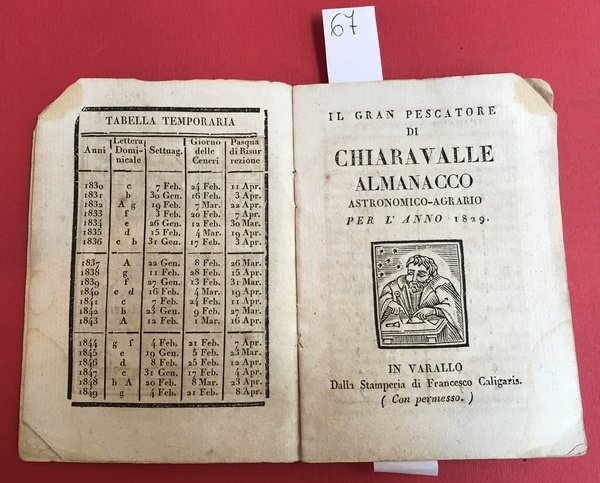 67
TABELLA TEMPORARIA
Anni Lettera Domi- nicale Settuag. Giorno delle Ceneri Pasqua di Risur rezione
1830 c 7 Feb. 24 Feb. 11 Apr.
1831 b 30 Gen. 16 Feb. 3 Apr.
1832 A g 19 Feb. 7 Mar. 22 Apr.
1833 f 3 Feb. 20 Feb. 7 Apr.
1834 e 26 Gen. 12 Feb. 30 Mar.
1835 d 15 Feb. 4 Mar. 19 Apr.
1836 c b 31 Gen. 17 Feb. 3 Apr.
1837 A 22 Gen. 8 Feb. 26 Mar.
1838 g 11 Feb. 28 Feb. 15 Apr.
1839 f 27 Gen. 13 Feb. 31 Mar.
1840 e d 16 Feb. 4 Mar. 19 Apr.
1841 c 7 Feb. 24 Feb. 11 Apr.
1842 b 23 Gen. 9 Feb. 27 Mar.
1843 A 12 Feb. 1 Mar. 16 Apr.
1844 g f 4 Feb. 21 Feb. 7 Apr.
1845 e 19 Gen. 5 Feb. 23 Mar.
1846 d 8 Feb. 25 Feb. 12 Apr.
1847 c 31 Gen. 17 Feb. 4 Apr.
1848 b A 20 Feb. 8 Mar. 23 Apr.
1849 g 4 Feb. 21 Feb. 8 Apr.
IL GRAN PESCATORE
DI
CHIARAVALLE
ALMANACCO
ASTRONOMICO-AGRARIO
PER L'ANNO 1829.
IN VARALLO
Dalla Stamperia di Francesco Caligaris.
( Con permesso. )